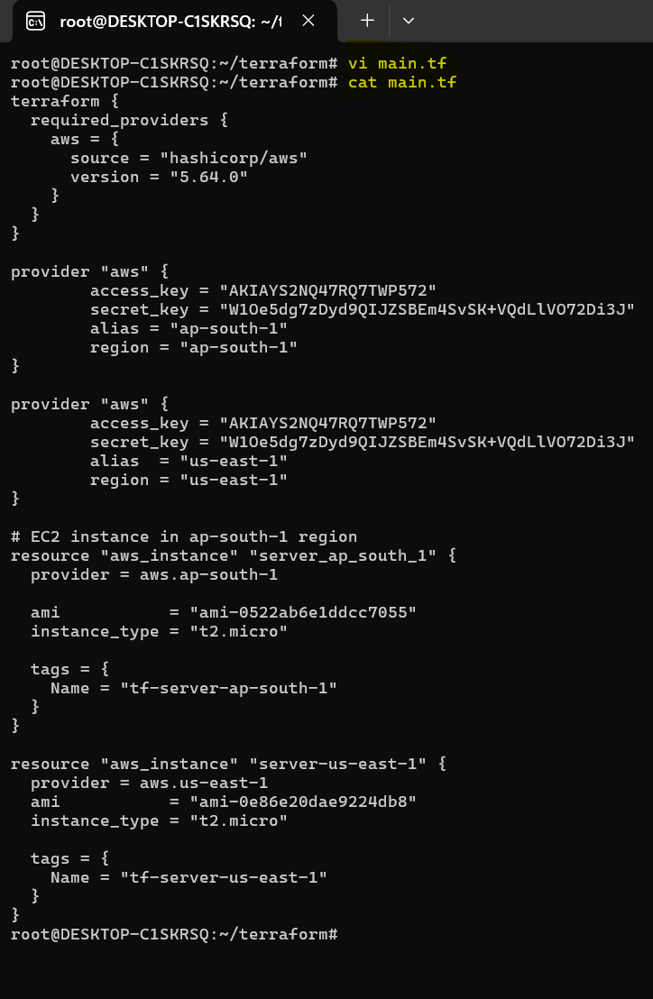 root@DESKTOP-C1SKRSQ: ~/t
root@DESKTOP-C1SKRSQ:~/terraform# vi main.tf
root@DESKTOP-C1SKRSQ:~/terraform# cat main.tf
terraform {
  required_providers {
    aws = {
      source = "hashicorp/aws"
      version = "5.64.0"
    }
  }
}

provider "aws" {
        access_key = "AKIAYS2NQ47RQ7TWP572"
        secret_key = "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"
        alias = "ap-south-1"
        region = "ap-south-1"
}

provider "aws" {
        access_key = "AKIAYS2NQ47RQ7TWP572"
        secret_key = "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"
        alias  = "us-east-1"
        region = "us-east-1"
}

# EC2 instance in ap-south-1 region
resource "aws_instance" "server_ap_south_1" {
  provider = aws.ap-south-1

  ami           = "ami-0522ab6e1ddcc7055"
  instance_type = "t2.micro"

  tags = {
    Name = "tf-server-ap-south-1"
  }
}

resource "aws_instance" "server-us-east-1" {
  provider = aws.us-east-1
  ami           = "ami-0e86e20dae9224db8"
  instance_type = "t2.micro"

  tags = {
    Name = "tf-server-us-east-1"
  }
}
root@DESKTOP-C1SKRSQ:~/terraform#